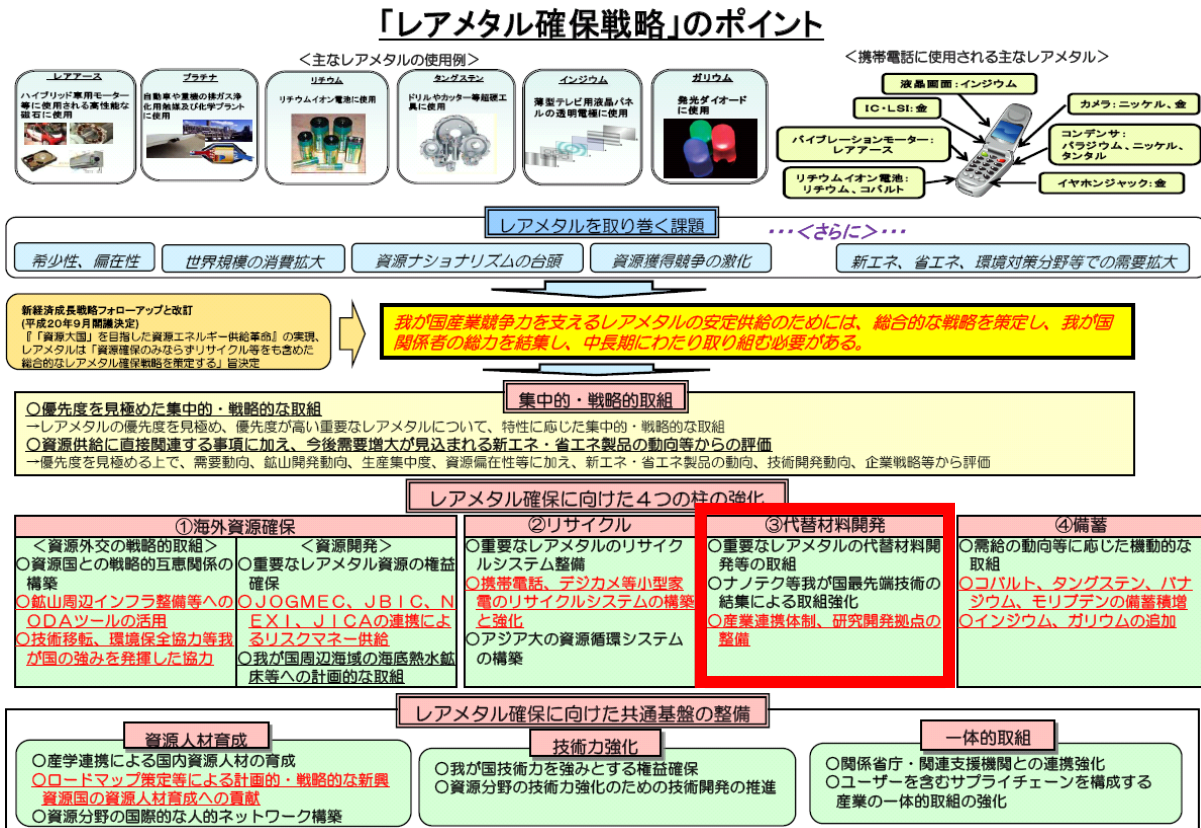 「レアメタル確保戦略」のポイント
<主なレアメタルの使用例>
レアアース
ハイブリッド車用モーター
等に使用される高性能な
磁石に使用
プラチナ
自動車や重機の排ガス浄
化用触媒及び化学プラント
に使用
リチウム
リチウムイオン電池に使用
タングステン
ドリルやカッター等超硬工
具に使用
インジウム
薄型テレビ用液晶パネ
ルの透明電極に使用
ガリウム
発光ダイオード
に使用
<携帯電話に使用される主なレアメタル>
液晶画面:インジウム
IC・LSI:金
カメラ:ニッケル、金
バイブレーションモーター:
レアアース
コンデンサ:
パラジウム、ニッケル、
タンタル
リチウムイオン電池:
リチウム、コバルト
イヤホンジャック:金
レアメタルを取り巻く課題
・・・<さらに>・・・
希少性、偏在性
世界規模の消費拡大
資源ナショナリズムの台頭
資源獲得競争の激化
新エネ、省エネ、環境対策分野等での需要拡大
新経済成長戦略フォローアップと改訂
(平成20年9月閣議決定)
『「資源大国」を目指した資源エネルギー供給革命』の実現、
レアメタルは「資源確保のみならずリサイクル等をも含めた
総合的なレアメタル確保戦略を策定する」旨決定
我が国産業競争力を支えるレアメタルの安定供給のためには、総合的な戦略を策定し、我が国
関係者の総力を結集し、中長期にわたり取り組む必要がある。
集中的・戦略的取組
○優先度を見極めた集中的・戦略的な取組
→レアメタルの優先度を見極め、優先度が高い重要なレアメタルについて、特性に応じた集中的・戦略的な取組
○資源供給に直接関連する事項に加え、今後需要増大が見込まれる新エネ・省エネ製品の動向等からの評価
→優先度を見極める上で、需要動向、鉱山開発動向、生産集中度、資源偏在性等に加え、新エネ・省エネ製品の動向、技術開発動向、企業戦略等から評価
レアメタル確保に向けた4つの柱の強化
①海外資源確保
<資源外交の戦略的取組>
○資源国との戦略的互恵関係の
構築
○鉱山周辺インフラ整備等への
ODAツールの活用
○技術移転、環境保全協力等我
が国の強みを発揮した協力
<資源開発>
○重要なレアメタル資源の権益
確保
○JOGMEC、JBIC、N
EXI、JICAの連携によ
るリスクマネー供給
○我が国周辺海域の海底熱水鉱
床等への計画的な取組
②リサイクル
○重要なレアメタルのリサイク
ルシステム整備
○携帯電話、デジカメ等小型家
電のリサイクルシステムの構築
と強化
○アジア大の資源循環システム
の構築
③代替材料開発
○重要なレアメタルの代替材料開
発等の取組
○ナノテク等我が国最先端技術の
結集による取組強化
○産業連携体制、研究開発拠点の
整備
④備蓄
○需給の動向等に応じた機動的な
取組
○コバルト、タングステン、バナ
ジウム、モリブデンの備蓄積増
○インジウム、ガリウムの追加
レアメタル確保に向けた共通基盤の整備
資源人材育成
○産学連携による国内資源人材の育成
○ロードマップ策定等による計画的・戦略的な新興
資源国の資源人材育成への貢献
○資源分野の国際的な人的ネットワーク構築
技術力強化
○我が国技術力を強みとする権益確保
○資源分野の技術力強化のための技術開発の推進
一体的取組
○関係省庁・関連支援機関との連携強化
○ユーザーを含むサプライチェーンを構成する
産業の一体的取組の強化